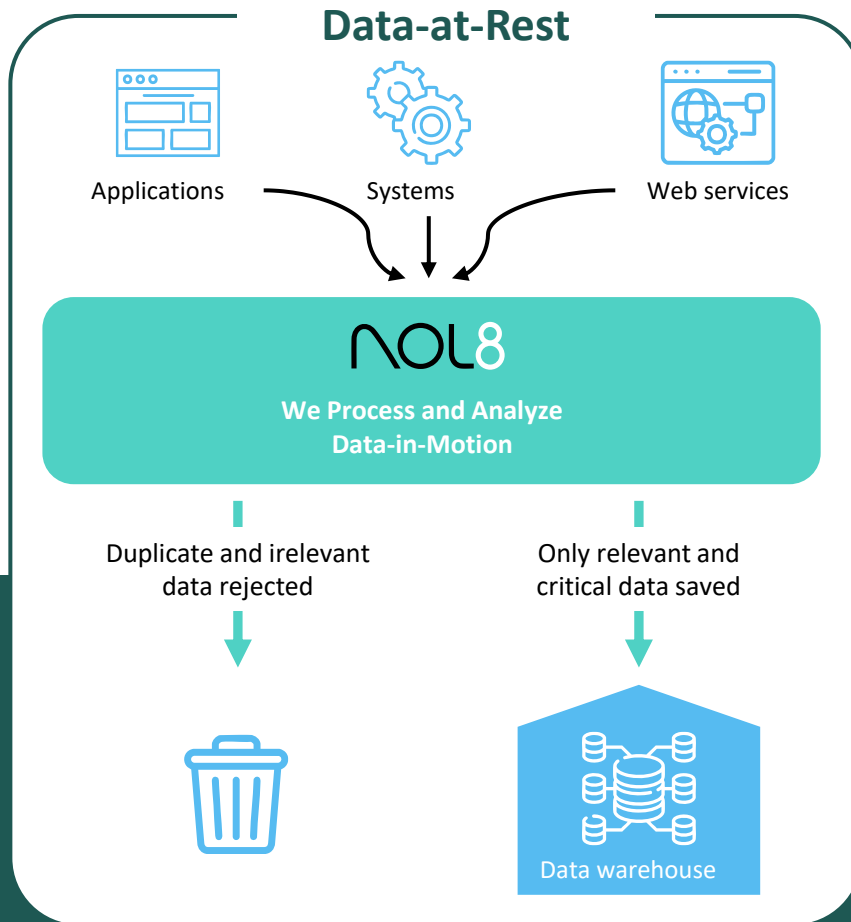 Data-at-Rest
Applications
Systems
Web services
NOL8
We Process and Analyze
Data-in-Motion
Duplicate and irelevant
data rejected
Only relevant and
critical data saved
Data warehouse